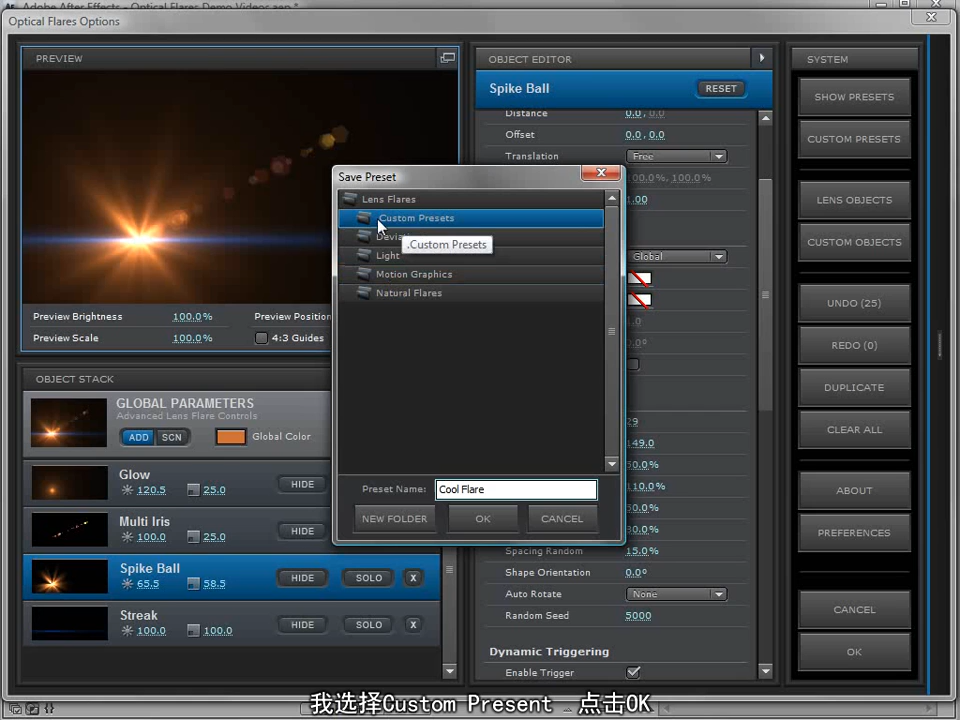 Adobe After Effects - Optical Flares Demo Videos.aep *
Optical Flares Options
PREVIEW
Preview Brightness 100.0% Preview Position
Preview Scale 100.0% 4:3 Guides
OBJECT STACK
GLOBAL PARAMETERS
Advanced Lens Flare Controls
ADD SCN Global Color
Glow
120.5 25.0 HIDE
Multi Iris
100.0 25.0 HIDE
Spike Ball
65.5 58.5 HIDE SOLO X
Streak
100.0 100.0 HIDE SOLO X
Save Preset
Lens Flares
Custom Presets
.Custom Presets
Light
Motion Graphics
Natural Flares
Preset Name: Cool Flare
NEW FOLDER OK CANCEL
OBJECT EDITOR
Spike Ball RESET
Distance 0.0, 0.0
Offset 0.0, 0.0
Translation Free
100.0%, 100.0%
1.00
Global
149.0
110.0%
Spacing Random 15.0%
Shape Orientation 0.0°
Auto Rotate None
Random Seed 5000
Dynamic Triggering
Enable Trigger
SYSTEM
SHOW PRESETS
CUSTOM PRESETS
LENS OBJECTS
CUSTOM OBJECTS
UNDO (25)
REDO (0)
DUPLICATE
CLEAR ALL
ABOUT
PREFERENCES
CANCEL
OK
我选择Custom Present 点击OK